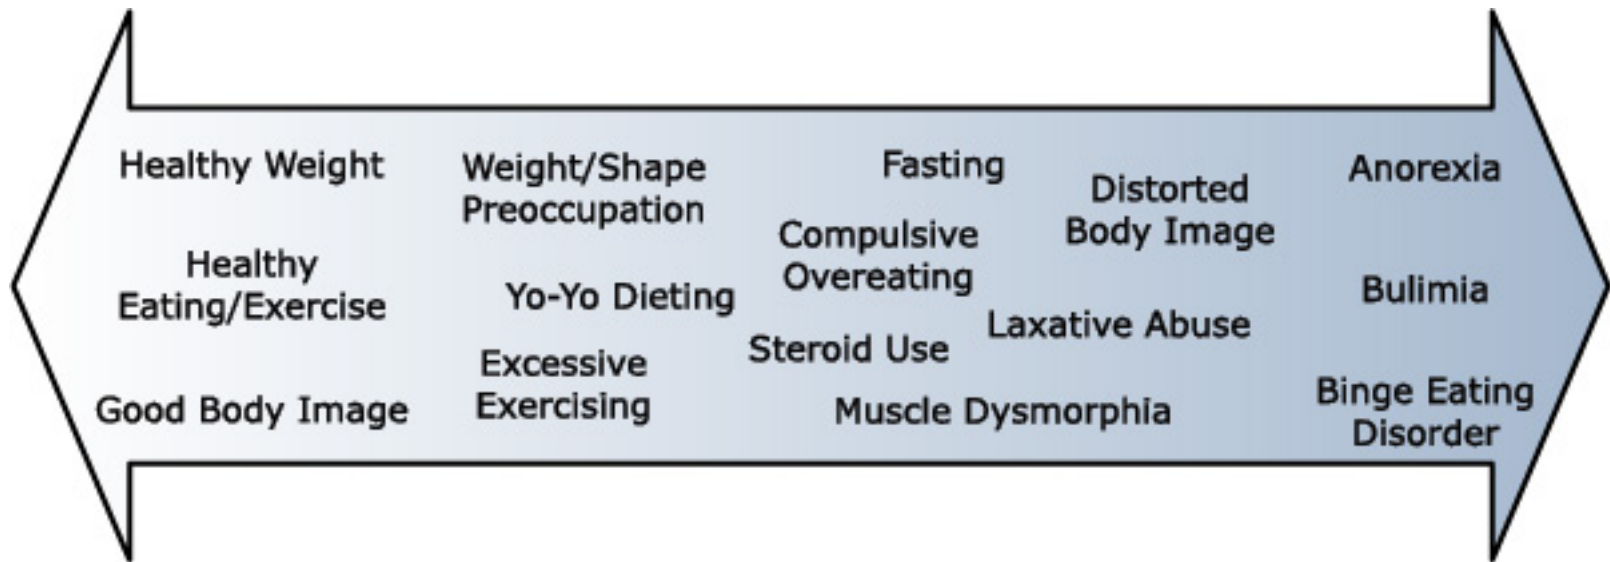 Healthy Weight
Healthy
Eating/Exercise
Good Body Image
Weight/Shape
Preoccupation
Yo-Yo Dieting
Excessive
Exercising
Fasting
Compulsive
Overeating
Steroid Use
Muscle Dysmorphia
Distorted
Body Image
Laxative Abuse
Anorexia
Bulimia
Binge Eating
Disorder